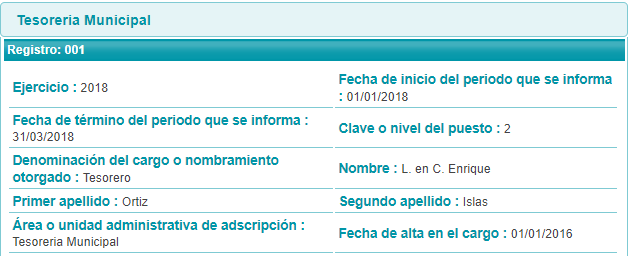 Tesoreria Municipal
Registro: 001
Ejercicio : 2018
Fecha de inicio del periodo que se informa
: 01/01/2018
Fecha de término del periodo que se informa :
31/03/2018
Clave o nivel del puesto : 2
Denominación del cargo o nombramiento
otorgado : Tesorero
Nombre : L. en C. Enrique
Primer apellido : Ortiz
Segundo apellido : Islas
Área o unidad administrativa de adscripción :
Tesoreria Municipal
Fecha de alta en el cargo : 01/01/2016